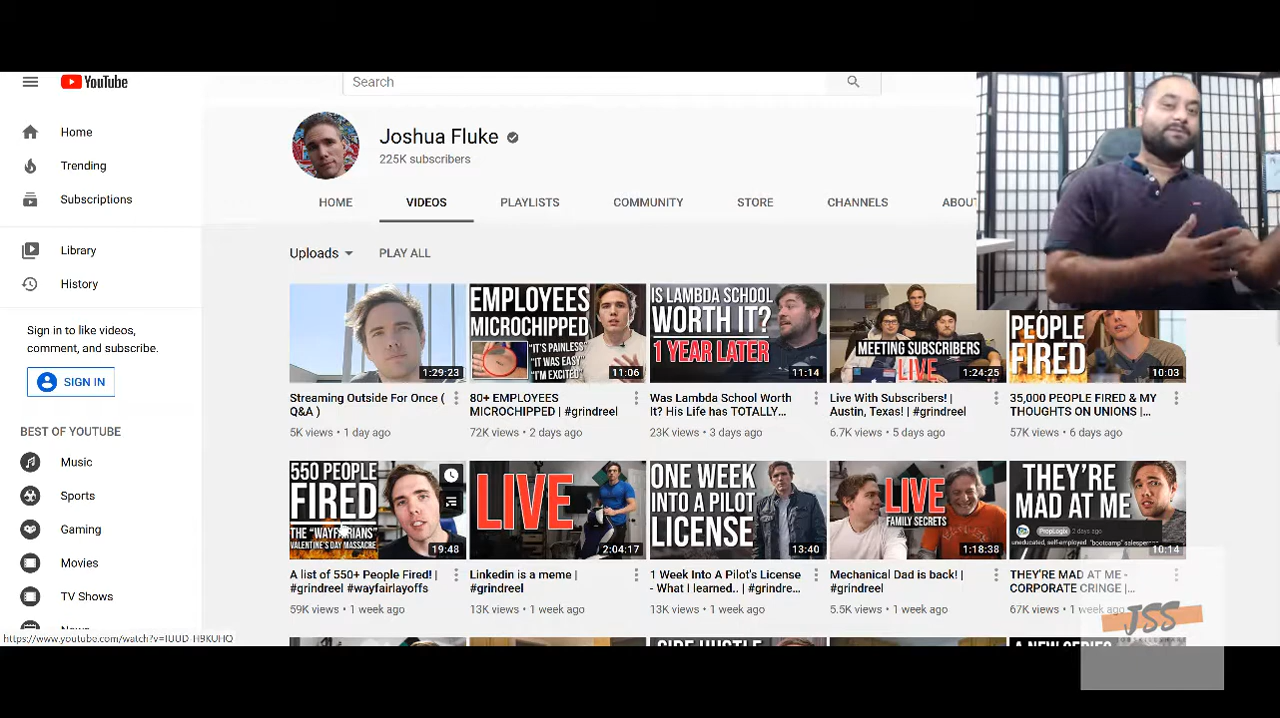 YouTube
Search
Joshua Fluke
225K subscribers
Home
Trending
Subscriptions
Library
History
Sign in to like videos,
comment, and subscribe.
SIGN IN
BEST OF YOUTUBE
Music
Sports
Gaming
Movies
TV Shows
HOME
VIDEOS
PLAYLISTS
COMMUNITY
STORE
CHANNELS
ABOU
Uploads
PLAY ALL
1:29:23
Streaming Outside For Once (
Q&A )
5K views • 1 day ago
EMPLOYEES
MICROCHIPPED
"IT'S PAINLESS"
"IT WAS EASY"
"I'M EXCITED"
11:06
80+ EMPLOYEES
MICROCHIPPED | #grindreel
72K views • 2 days ago
IS LAMBDA SCHOOL
WORTH IT?
1 YEAR LATER
11:14
Was Lambda School Worth
It? His Life has TOTALLY...
23K views • 3 days ago
MEETING SUBSCRIBERS
LIVE
1:24:25
Live With Subscribers! |
Austin, Texas! | #grindreel
6.7K views • 5 days ago
PEOPLE
FIRED
10:03
35,000 PEOPLE FIRED & MY
THOUGHTS ON UNIONS |...
57K views • 6 days ago
550 PEOPLE
FIRED
THE "WAYFAIRIANS"
VALENTINE'S DAY MASSACRE
19:48
A list of 550+ People Fired! |
#grindreel #wayfairlayoffs
59K views • 1 week ago
LIVE
2:04:17
Linkedin is a meme |
#grindreel
13K views • 1 week ago
ONE WEEK
INTO A PILOT
LICENSE
13:40
1 Week Into A Pilot's License
- What I learned.. | #grindre...
13K views • 1 week ago
LIVE
FAMILY SECRETS
1:18:38
Mechanical Dad is back! |
#grindreel
5.5K views • 1 week ago
THEY'RE
MAD AT ME
PropLogix 2 days ago
uneducated, self-employed "bootcamp" salesperso
10:14
THEY'RE MAD AT ME -
CORPORATE CRINGE |...
67K views • 1 week ago
JSS